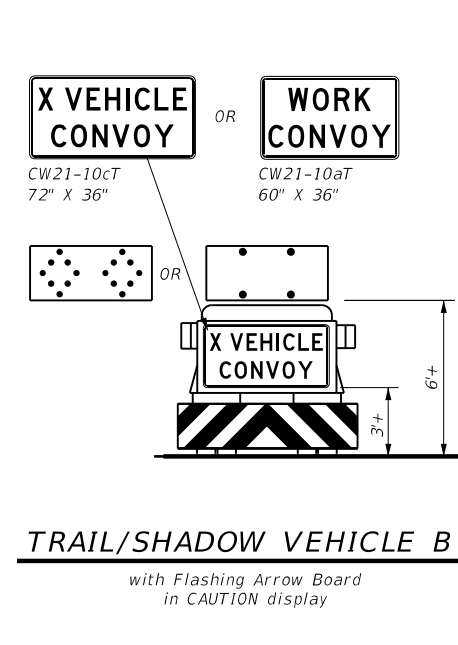 X VEHICLE
CONVOY
OR
WORK
CONVOY
CW21-10cT
72" X 36"
CW21-10aT
60" X 36"
OR
X VEHICLE
CONVOY
6'+
3'+
TRAIL/SHADOW VEHICLE B
with Flashing Arrow Board
in CAUTION display